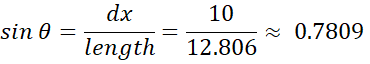 sin θ = dx/length = 10/12.806 ≈ 0.7809